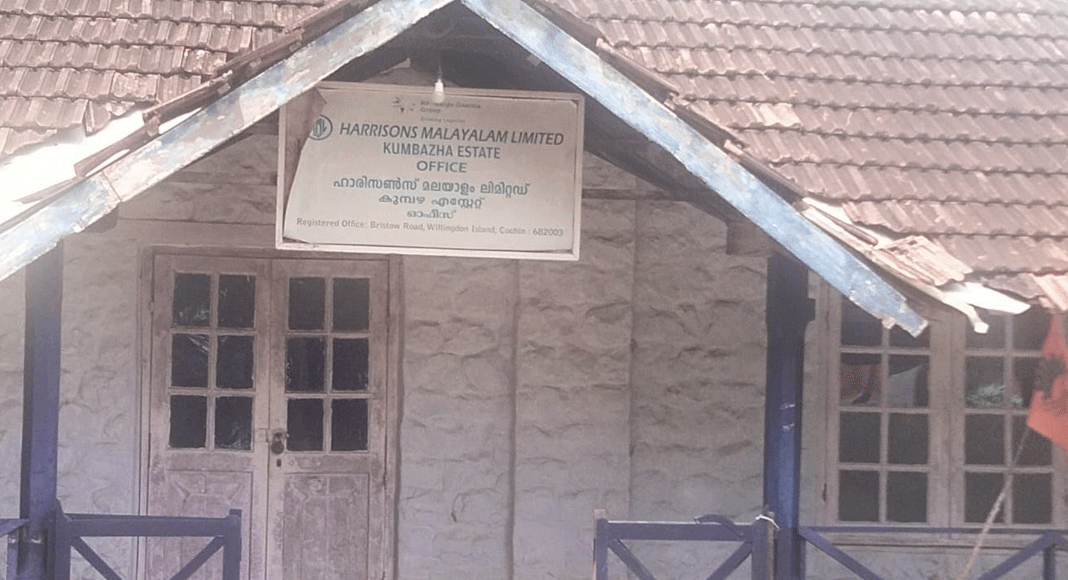 HARRISONS MALAYALAM LIMITED
KUMBAZHA ESTATE
OFFICE
ഹാരിസൺസ് മലയാളം ലിമിറ്റഡ്
കുമ്പഴ എസ്റ്റേറ്റ്
ഓഫീസ്
Registered Office: Bristow Road, Willingdon Island, Cochin.: 682003